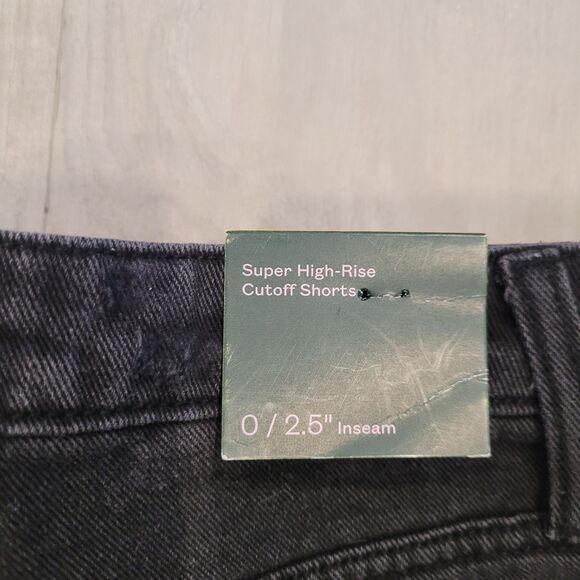 Super High-Rise
Cutoff Shorts
0 / 2.5" Inseam